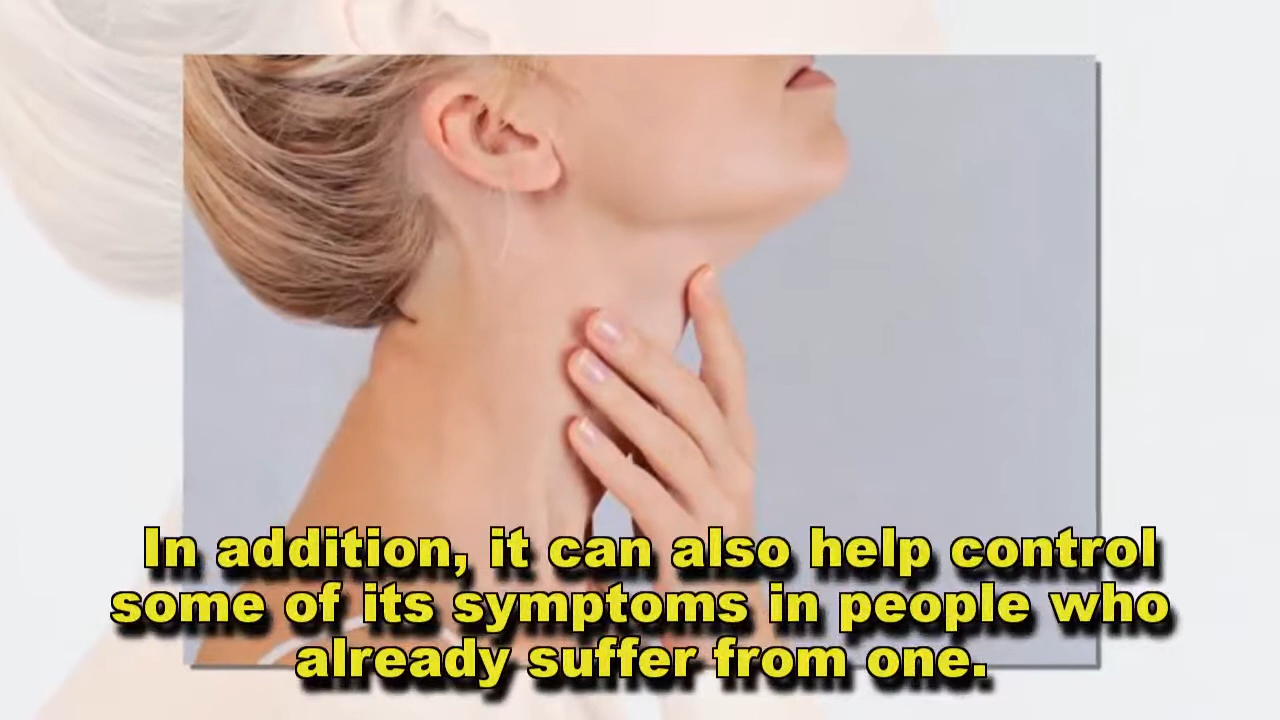 In addition, it can also help control
some of its symptoms in people who
already suffer from one.